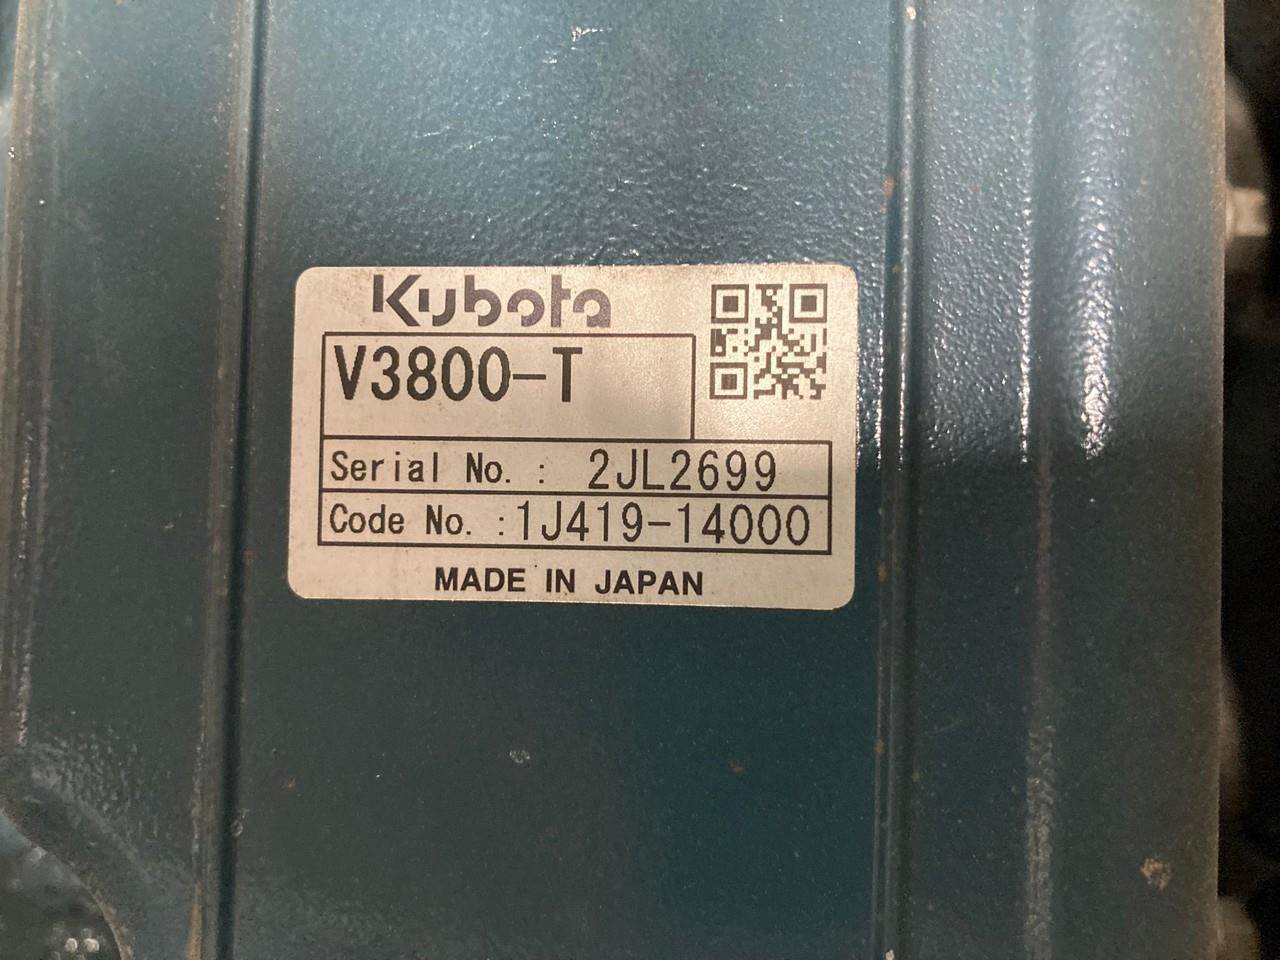 Kubota
V3800-T
Serial No. : 2JL2699
Code No. :1J419-14000
MADE IN JAPAN